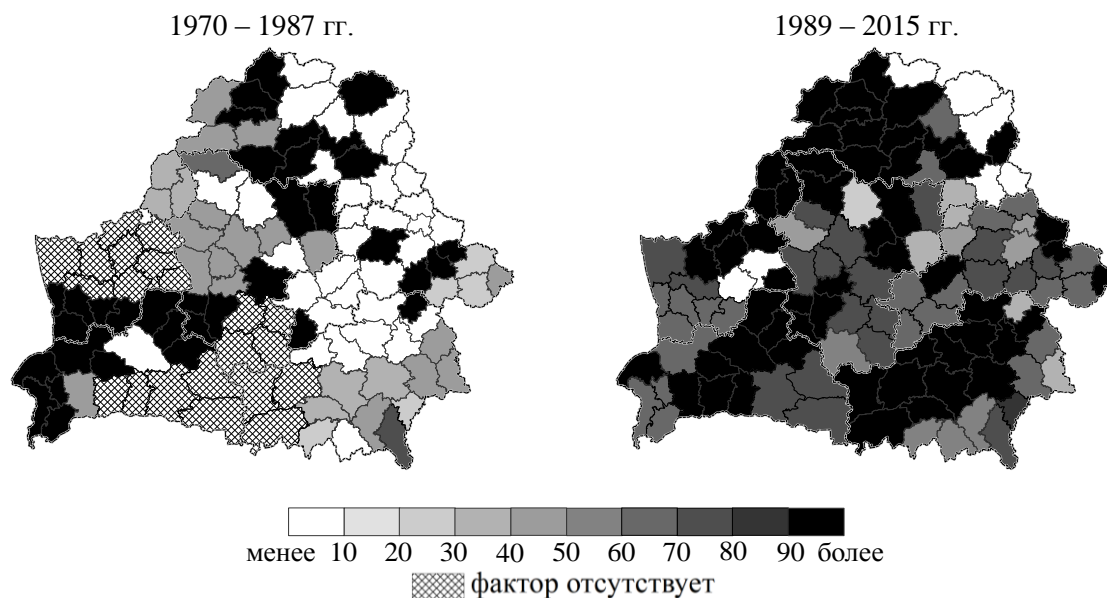 1970 – 1987 гг.
1989 – 2015 гг.
менее 10 20 30 40 50 60 70 80 90 более
фактор отсутствует